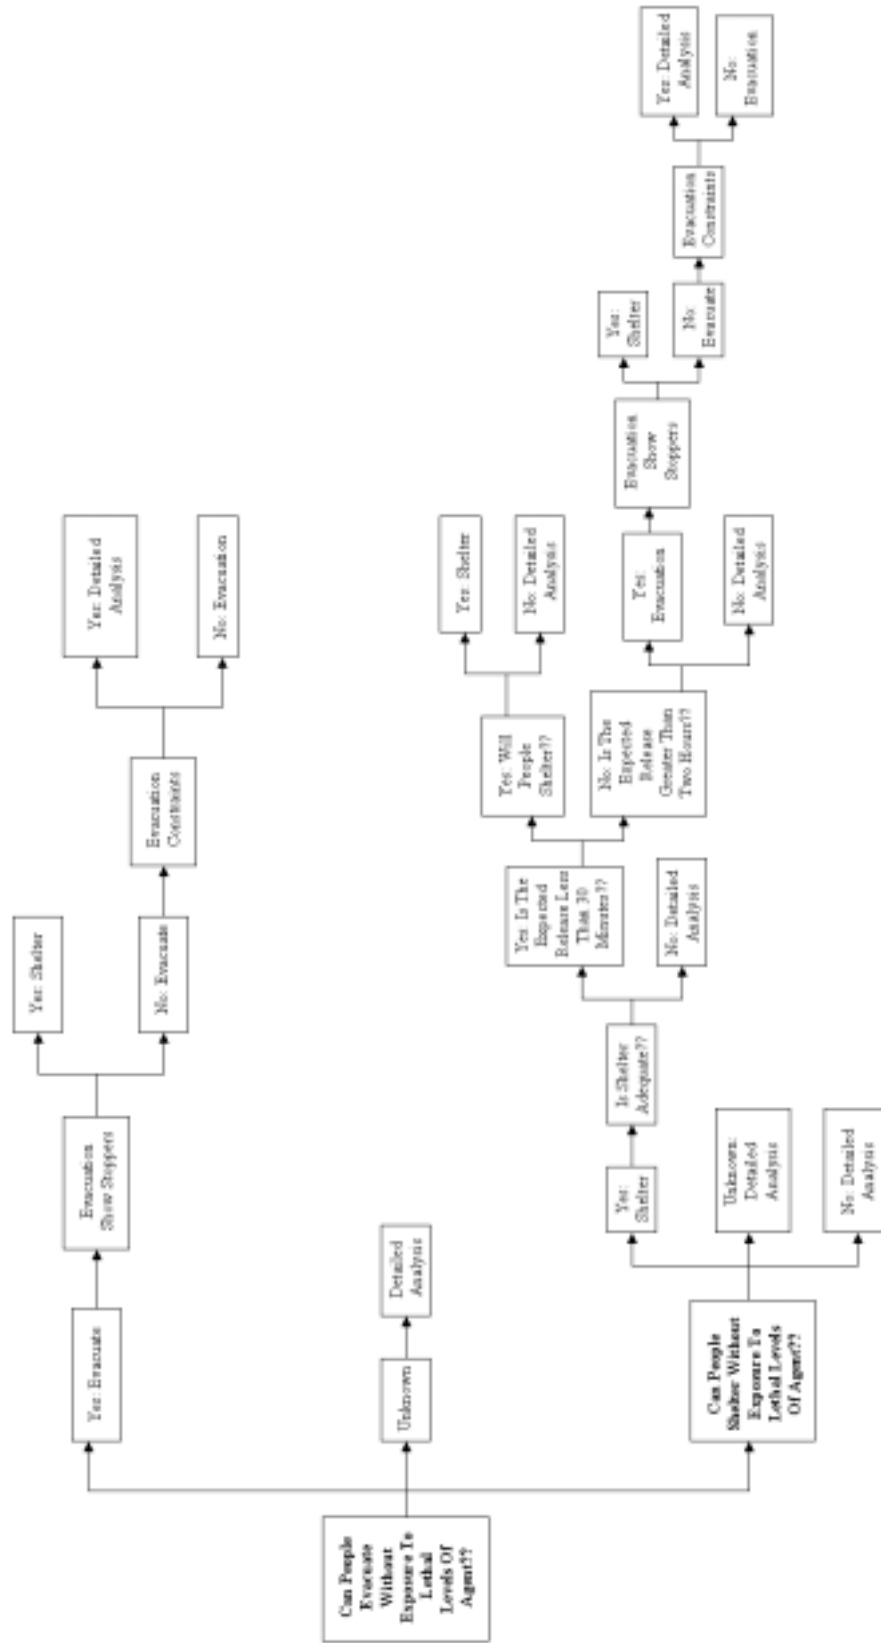 Can People
Evacuate
Without
Exposure To
Lethal
Levels Of
Agent??
Yes: Evacuate
Evacuation
Show Stoppers
Yes: Shelter
No: Evacuate
Evacuation
Constraints
Yes: Detailed
Analysis
No: Evacuation
Unknown
Detailed
Analysis
Can People
Shelter Without
Exposure To
Lethal Levels
Of Agent??
Yes:
Shelter
Unknown:
Detailed
Analysis
No: Detailed
Analysis
Is Shelter
Adequate??
Yes: Is The
Expected
Release Less
Than 30
Minutes??
No: Detailed
Analysis
Yes: Will
People
Shelter??
Yes: Shelter
No: Detailed
Analysis
No: Is The
Expected
Release
Greater Than
Two Hours??
Yes:
Evacuation
No: Detailed
Analysis
Evacuation
Show
Stoppers
Yes:
Shelter
No:
Evacuate
Evacuation
Constraints
Yes: Detailed
Analysis
No:
Evacuation